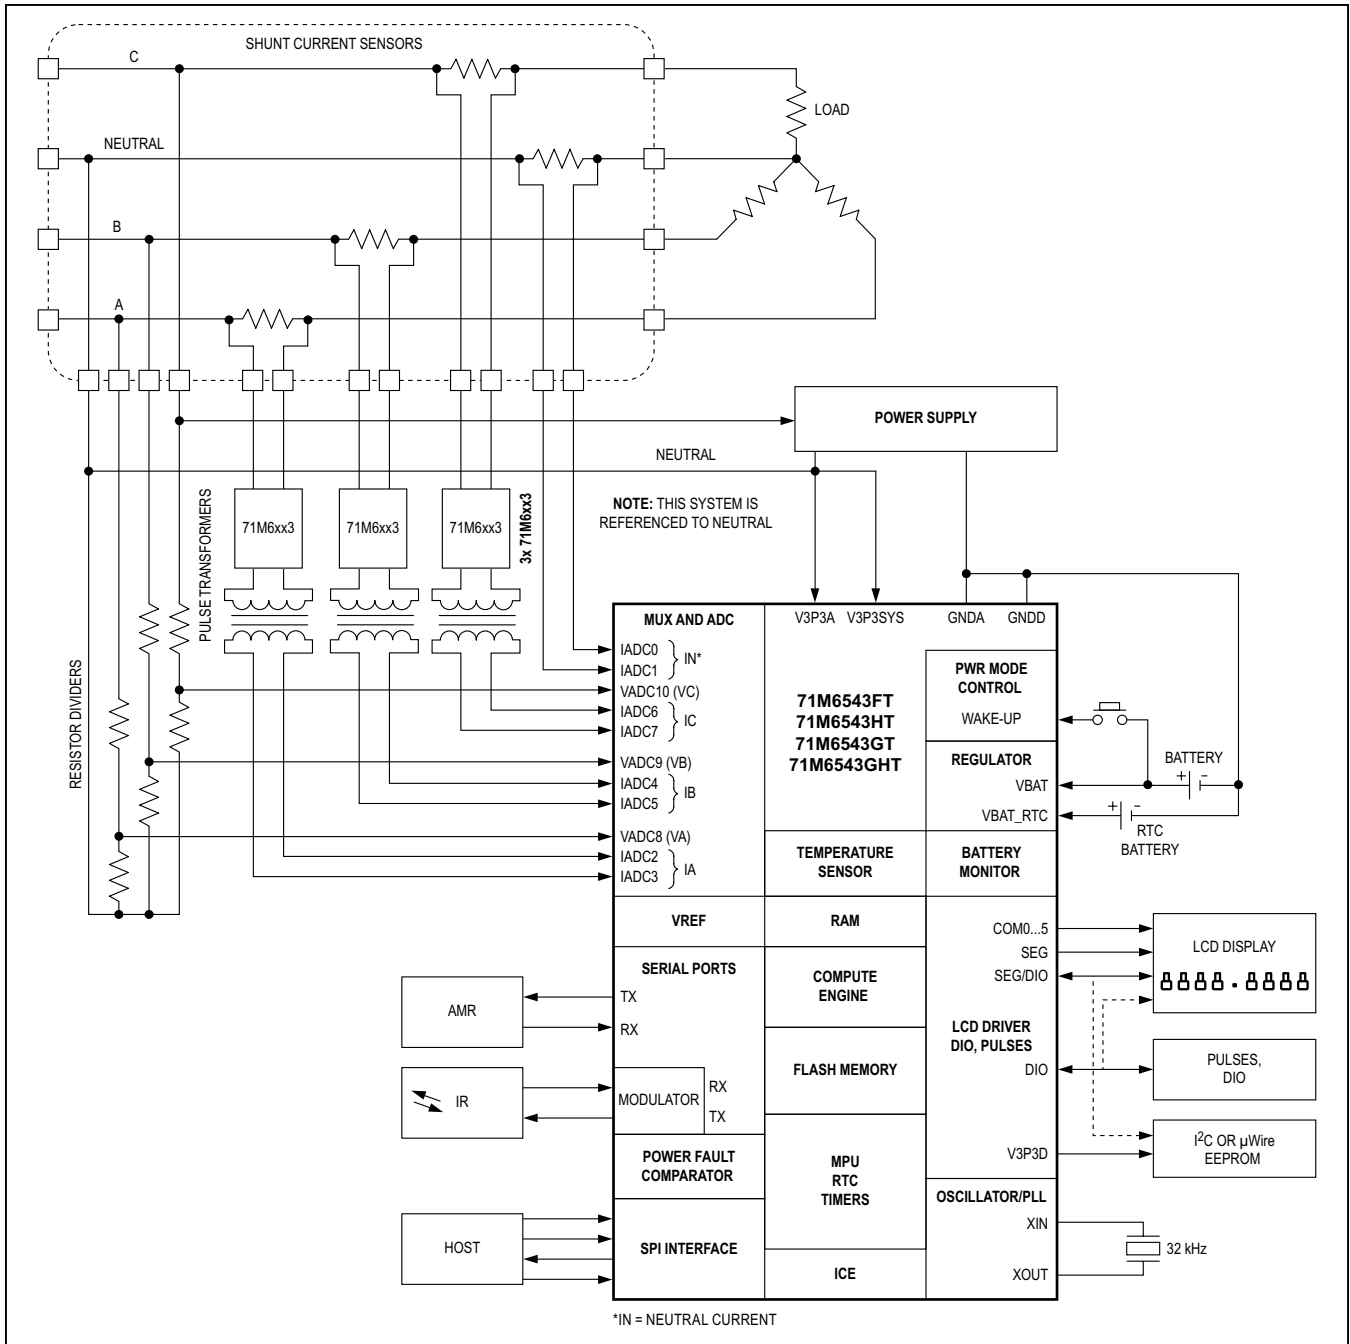 SHUNT CURRENT SENSORS
C
LOAD
NEUTRAL
B
A
POWER SUPPLY
NEUTRAL
NOTE: THIS SYSTEM IS
REFERENCED TO NEUTRAL
PULSE TRANSFORMERS
71M6xx3
71M6xx3
71M6xx3
3x 71M6xx3
RESISTOR DIVIDERS
MUX AND ADC
IADC0
IADC1
IN*
VADC10 (VC)
IADC6
IADC7
IC
VADC9 (VB)
IADC4
IADC5
IB
VADC8 (VA)
IADC2
IADC3
IA
V3P3A
V3P3SYS
GNDA
GNDD
71M6543FT
71M6543HT
71M6543GT
71M6543GHT
PWR MODE
CONTROL
WAKE-UP
REGULATOR
VBAT
VBAT_RTC
BATTERY
+
-
+
-
RTC
BATTERY
TEMPERATURE
SENSOR
BATTERY
MONITOR
VREF
RAM
SERIAL PORTS
TX
RX
COMPUTE
ENGINE
FLASH MEMORY
MODULATOR
RX
TX
POWER FAULT
COMPARATOR
MPU
RTC
TIMERS
SPI INTERFACE
ICE
COM0...5
SEG
SEG/DIO
LCD DRIVER
DIO, PULSES
DIO
V3P3D
OSCILLATOR/PLL
XIN
XOUT
AMR
IR
HOST
LCD DISPLAY
8888.8888
PULSES,
DIO
I2C OR µWire
EEPROM
32 kHz
*IN = NEUTRAL CURRENT